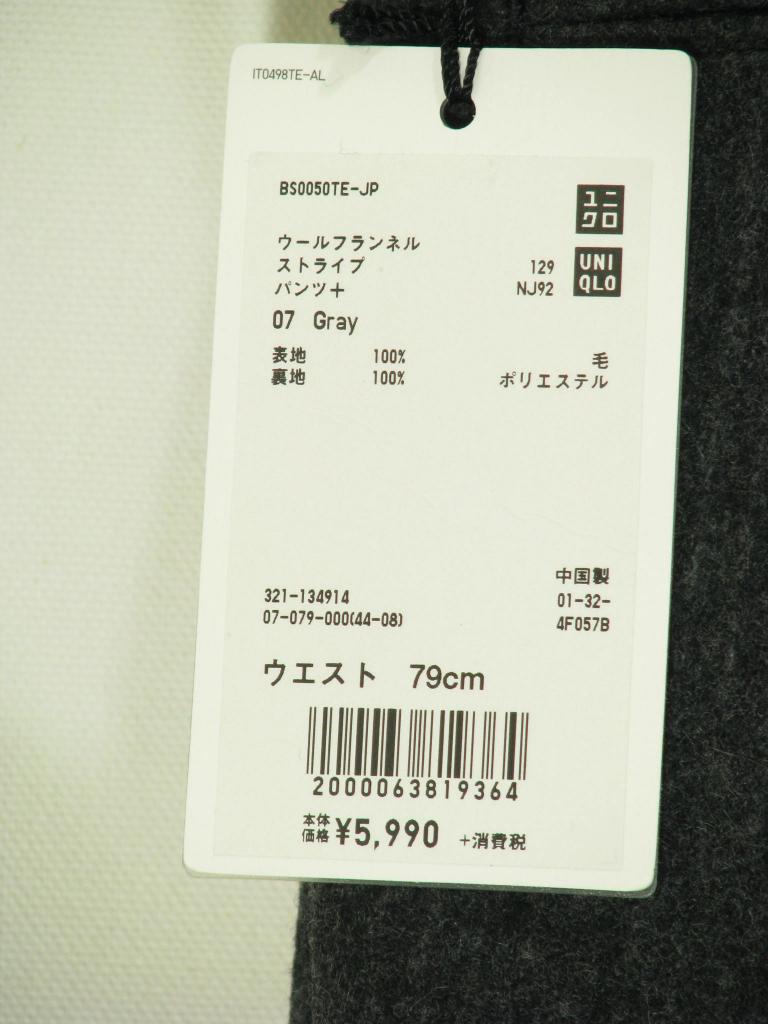 IT0498TE-AL
BS0050TE-JP
ユニ
クロ
UNI
QLO
ウールフランネル
ストライプ 129
パンツ+ NJ92
07 Gray
表地 100% 毛
裏地 100% ポリエステル
中国製
321-134914 01-32-
07-079-000(44-08) 4F057B
ウエスト 79cm
2000063819364
本体
価格 ¥5,990 +消費税